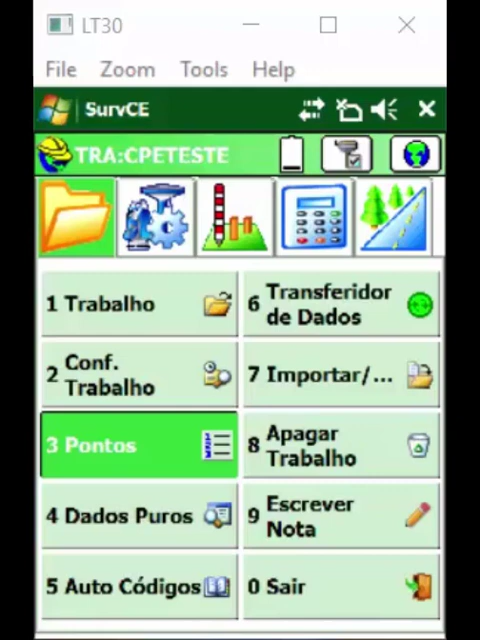 LT30
File Zoom Tools Help
SurvCE
TRA:CPETESTE
1 Trabalho
6 Transferidor
de Dados
2 Conf.
Trabalho
7 Importar/...
3 Pontos
8 Apagar
Trabalho
4 Dados Puros
9 Escrever
Nota
5 Auto Códigos
0 Sair